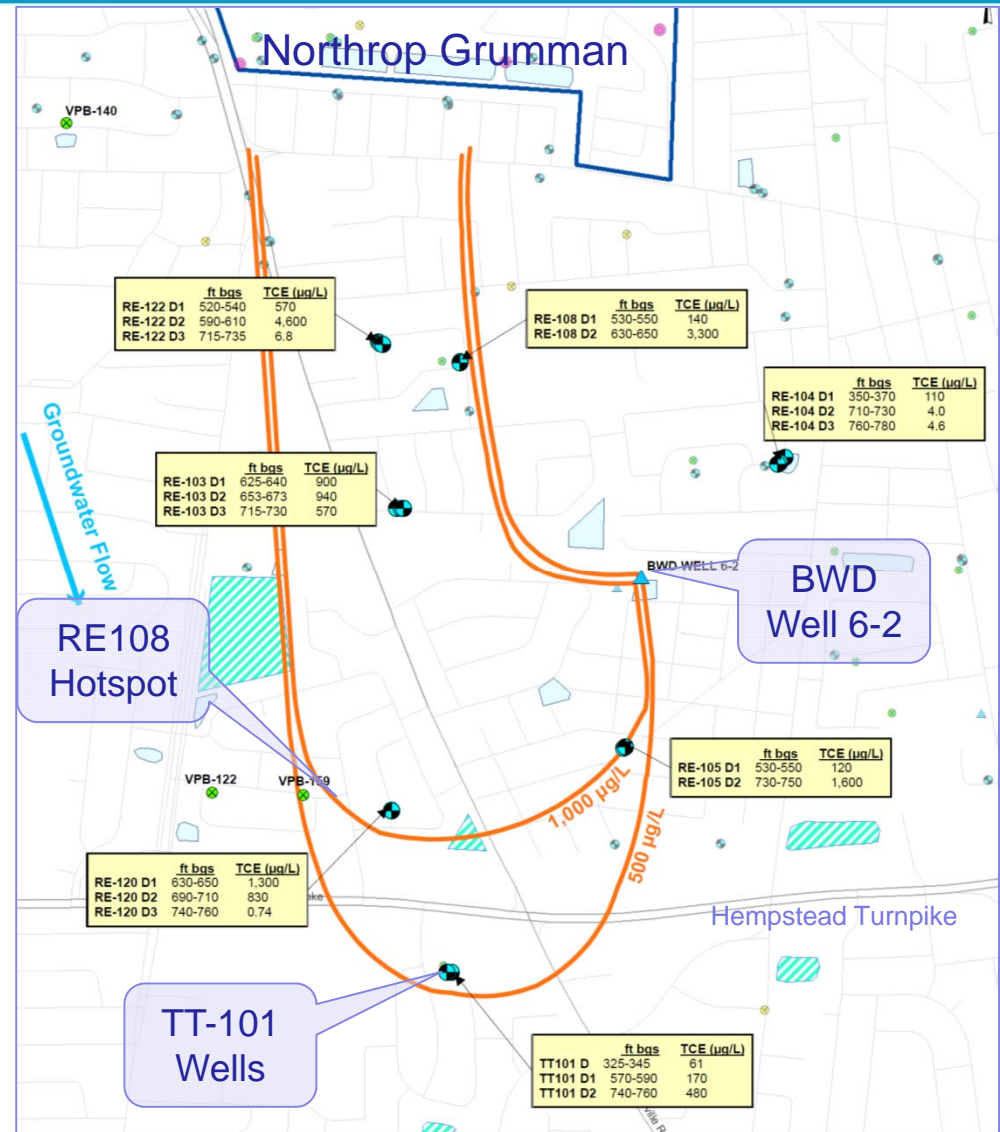 Northrop Grumman
VPB-140
ft bgs TCE (µg/L)
RE-122 D1 520-540 570
RE-122 D2 590-610 4,600
RE-122 D3 715-735 6.8
ft bgs TCE (µg/L)
RE-108 D1 530-550 140
RE-108 D2 630-650 3,300
ft bgs TCE (µg/L)
RE-104 D1 350-370 110
RE-104 D2 710-730 4.0
RE-104 D3 760-780 4.6
Groundwater Flow
ft bgs TCE (µg/L)
RE-103 D1 625-640 900
RE-103 D2 653-673 940
RE-103 D3 715-730 570
BWD WELL 6-2
BWD
Well 6-2
RE108
Hotspot
ft bgs TCE (µg/L)
RE-105 D1 530-550 120
RE-105 D2 730-750 1,600
VPB-122
VPB-159
1,000 µg/L
500 µg/L
ft bgs TCE (µg/L)
RE-120 D1 630-650 1,300
RE-120 D2 690-710 830
RE-120 D3 740-760 0.74
Hempstead Turnpike
TT-101
Wells
ft bgs TCE (µg/L)
TT101 D 325-345 61
TT101 D1 570-590 170
TT101 D2 740-760 480